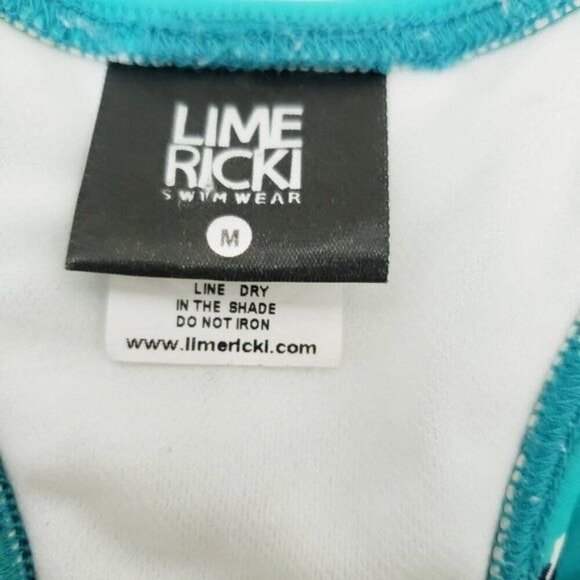 LIME
RICKI
SWIMWEAR
M
LINE DRY
IN THE SHADE
DO NOT IRON
www.limericki.com